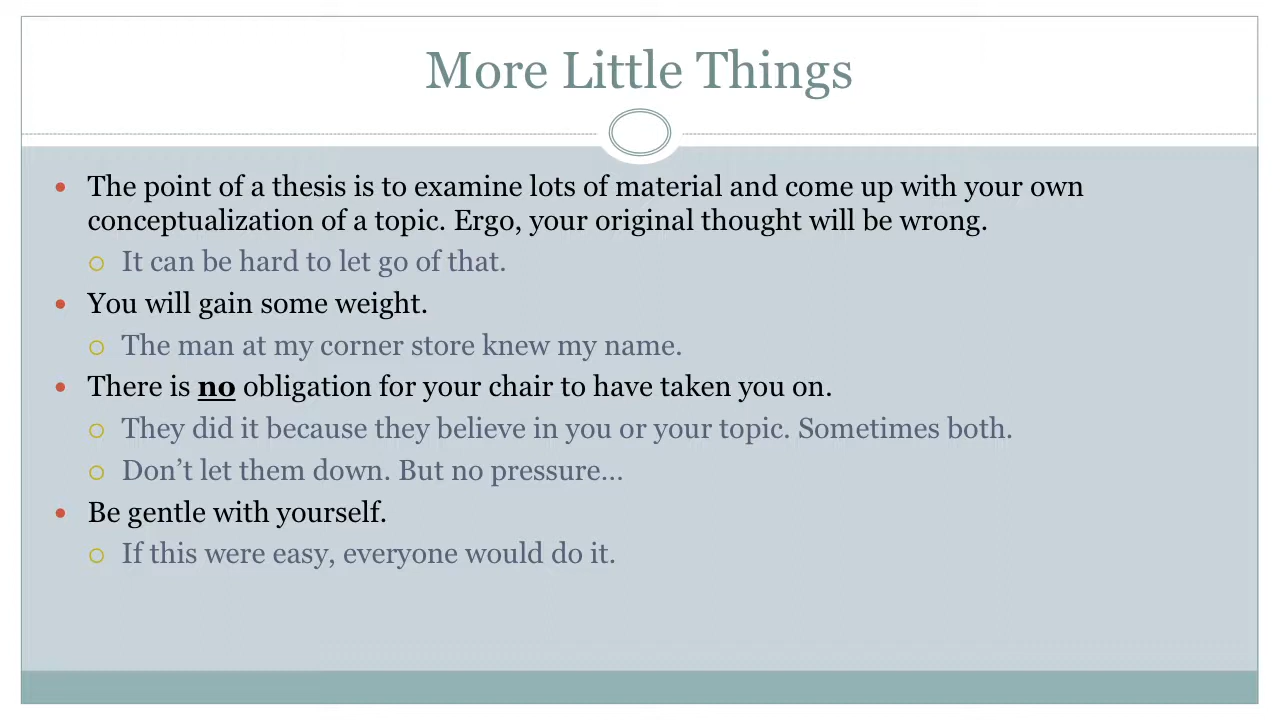 More Little Things
The point of a thesis is to examine lots of material and come up with your own
conceptualization of a topic. Ergo, your original thought will be wrong.
It can be hard to let go of that.
You will gain some weight.
The man at my corner store knew my name.
There is no obligation for your chair to have taken you on.
They did it because they believe in you or your topic. Sometimes both.
Don’t let them down. But no pressure…
Be gentle with yourself.
If this were easy, everyone would do it.